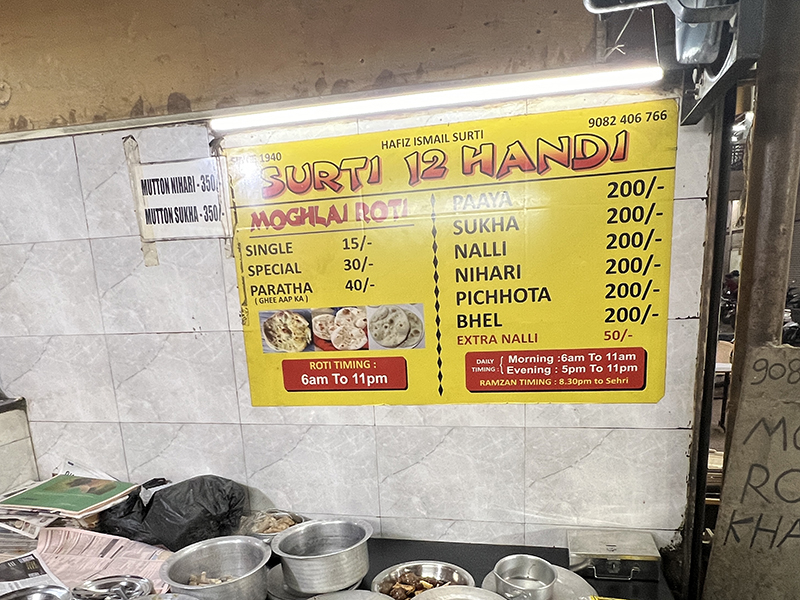 MUTTON NIHARI - 350/-
MUTTON SUKHA - 350/-
1940
HAFIZ ISMAIL SURTI
9082 406 766
SURTI 12 HANDI
MOGHLAI ROTI
SINGLE 15/-
SPECIAL 30/-
PARATHA 40/-
( GHEE AAP KA )
ROTI TIMING :
6am To 11pm
PAAYA 200/-
SUKHA 200/-
NALLI 200/-
NIHARI 200/-
PICHHOTA 200/-
BHEL 200/-
EXTRA NALLI 50/-
DAILY TIMING :
Morning :6am To 11am
Evening : 5pm To 11pm
RAMZAN TIMING : 8.30pm to Sehri
908
RO
KHA